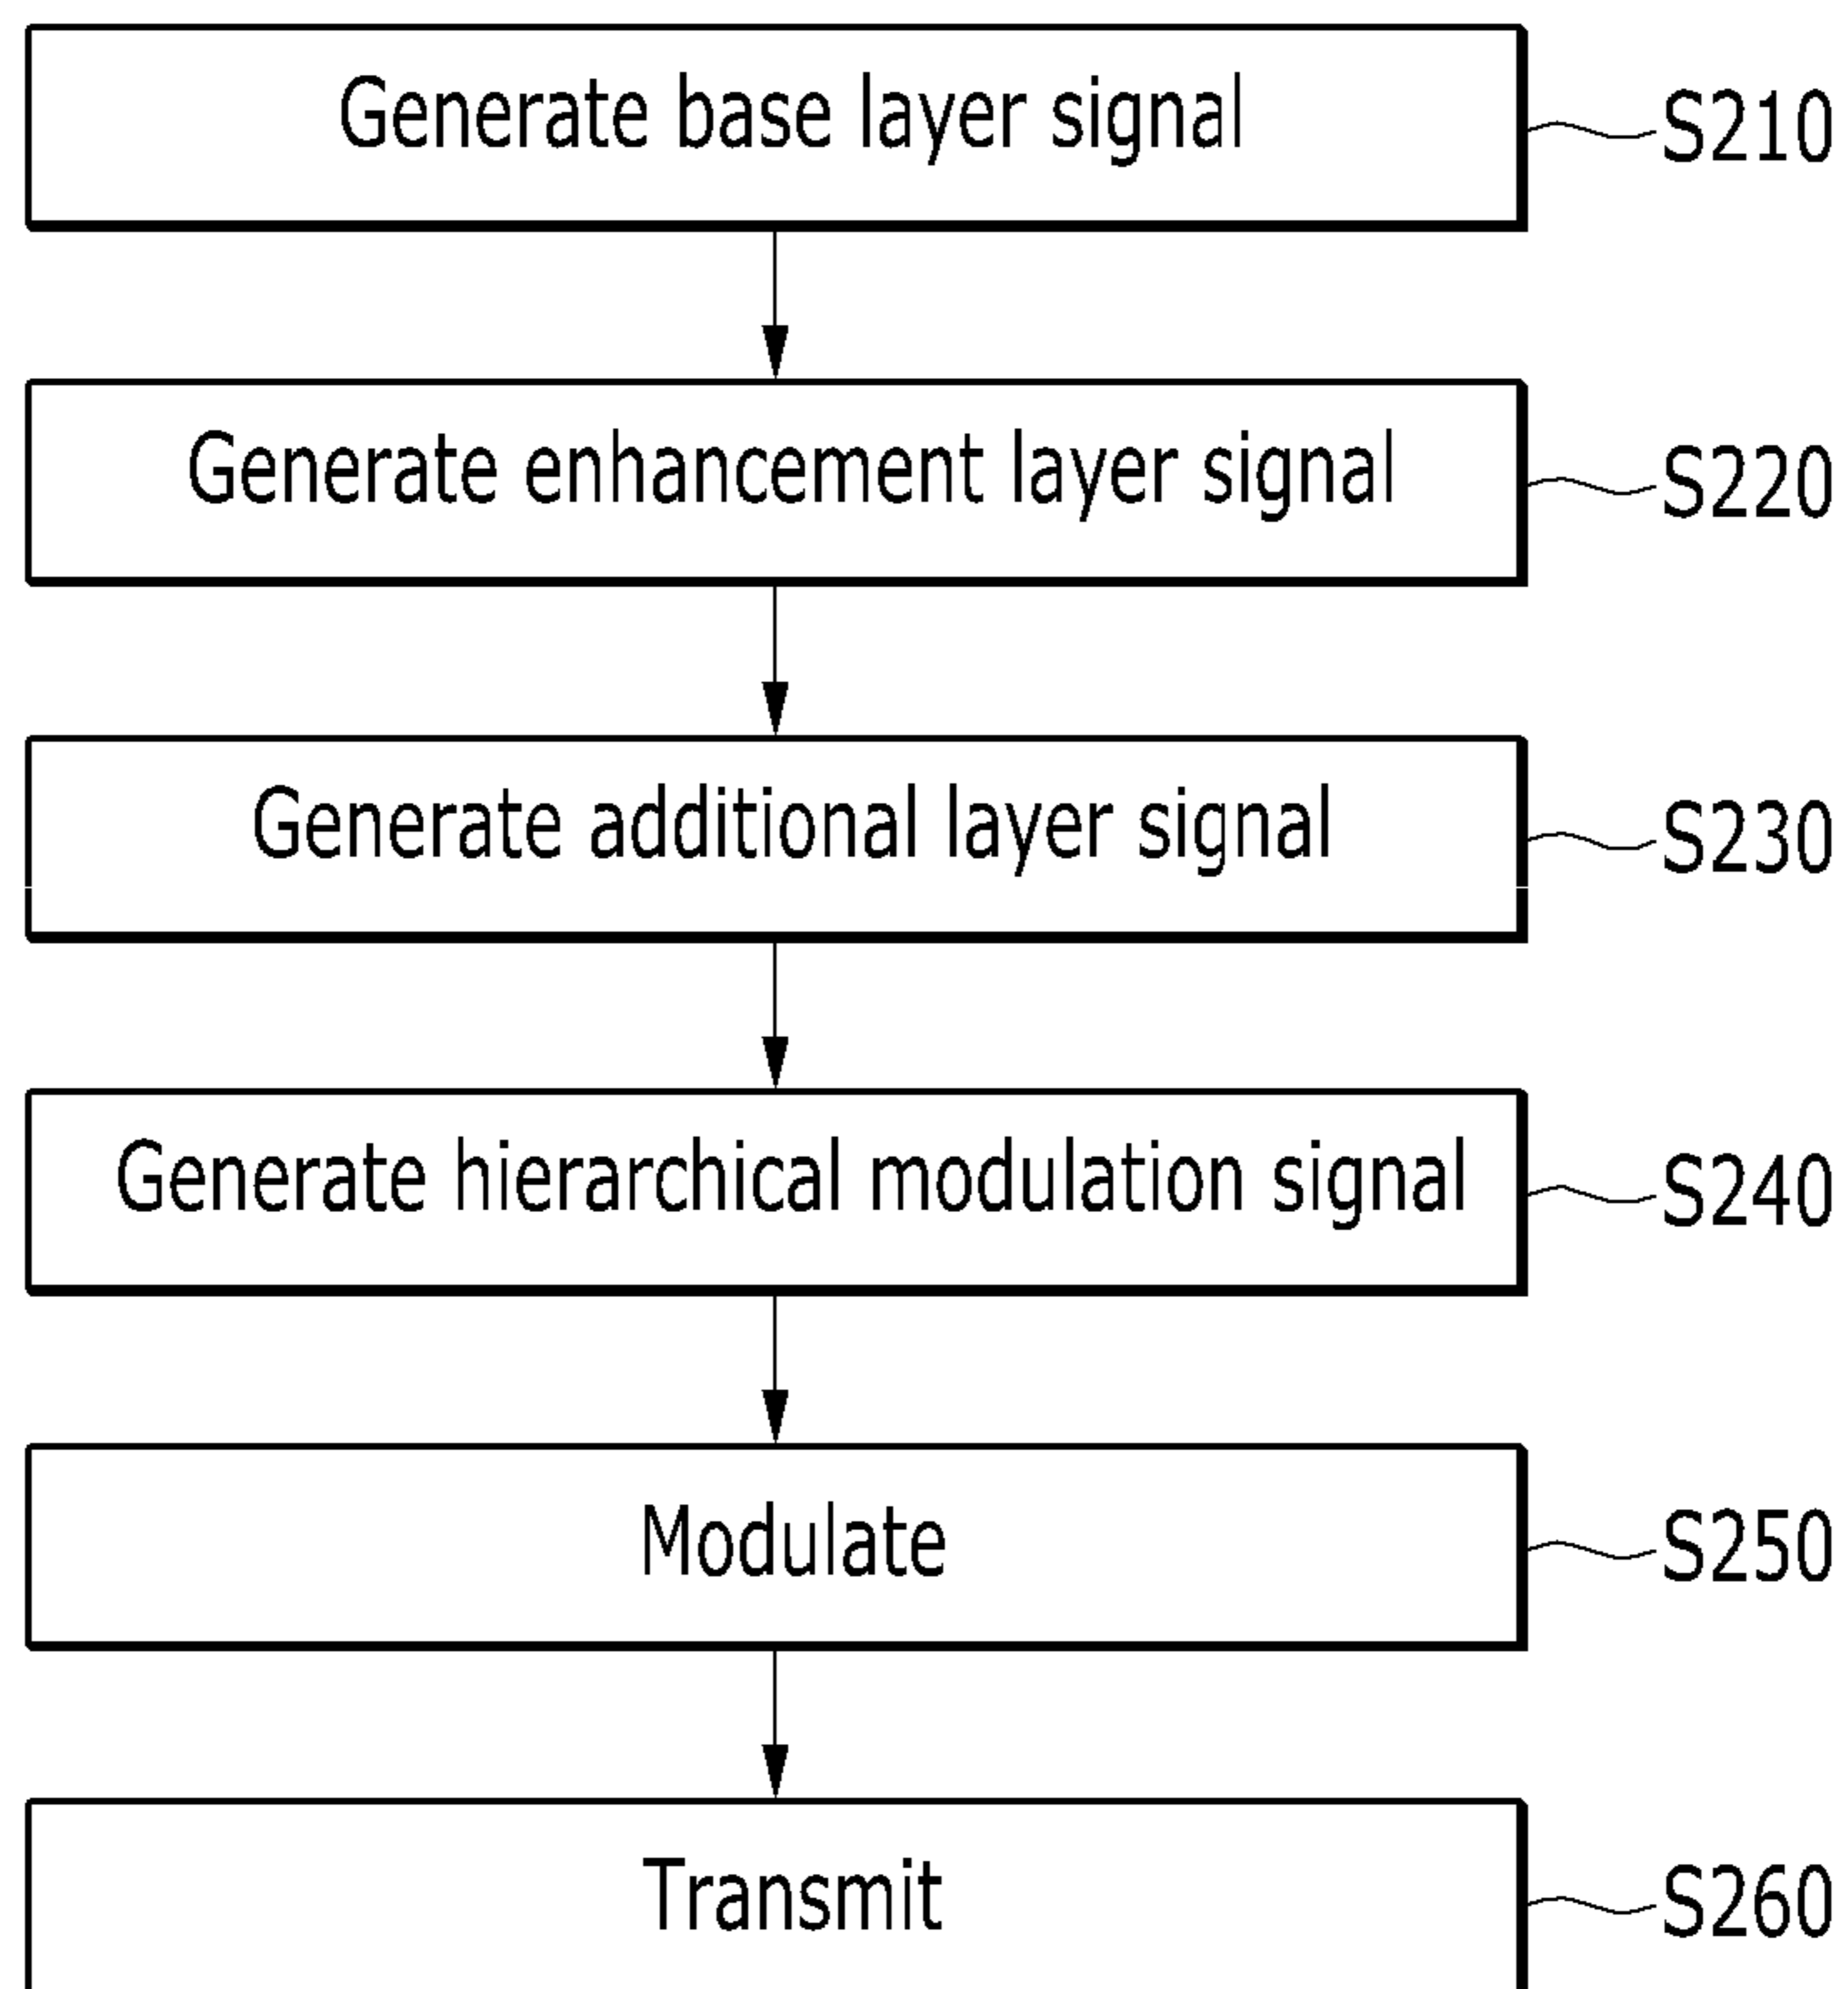 Generate base layer signal
S210
Generate enhancement layer signal
S220
Generate additional layer signal
S230
Generate hierarchical modulation signal
S240
Modulate
S250
Transmit
S260